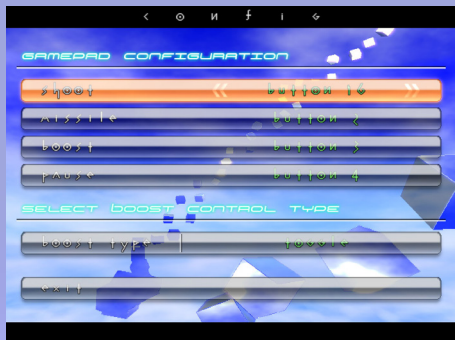 config
GAMEPAD CONFIGURATION
shoot « button 16 »
missile button 2
boost button 3
pause button 4
SELECT BOOST CONTROL TYPE
boost type toggle
exit